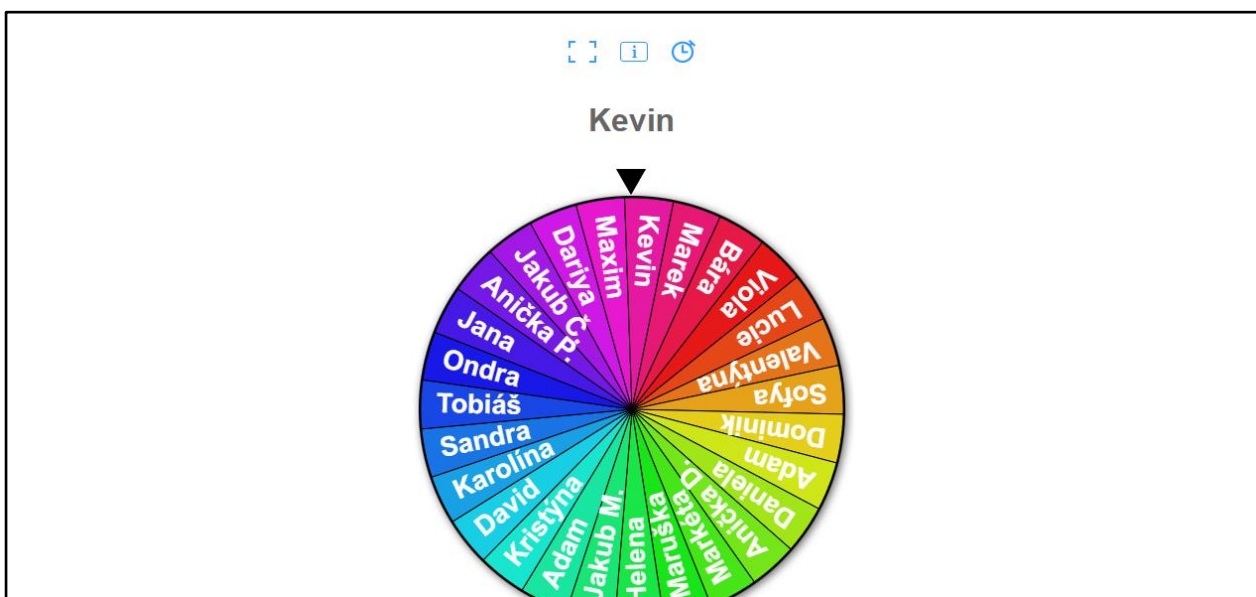 i
Kevin
Kevin
Marek
Bára
Viola
Lucie
Valentýna
Sofya
Dominik
Adam
Daniela
Anička D.
Markéta
Maruška
Helena
Jakub M.
Adam
Kristýna
David
Karolína
Sandra
Tobiáš
Ondra
Jana
Anička P.
Jakub Č.
Dariya
Maxim